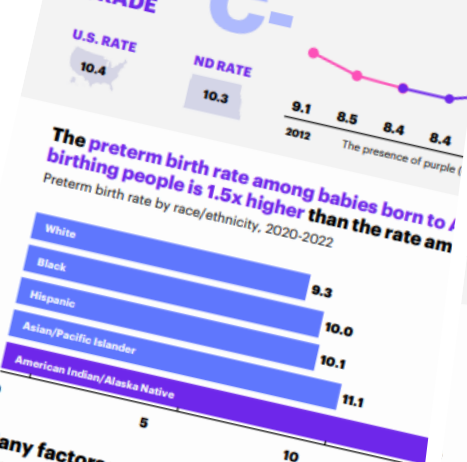 C-
U.S. RATE
10.4
ND RATE
10.3
9.1 8.5 8.4 8.4
2012
The presence of purple (
The preterm birth rate among babies born to
birthing people is 1.5x higher than the rate am
Preterm birth rate by race/ethnicity, 2020-2022
White 9.3
Black 10.0
Hispanic 10.1
Asian/Pacific Islander 11.1
American Indian/Alaska Native
5 10
any factors